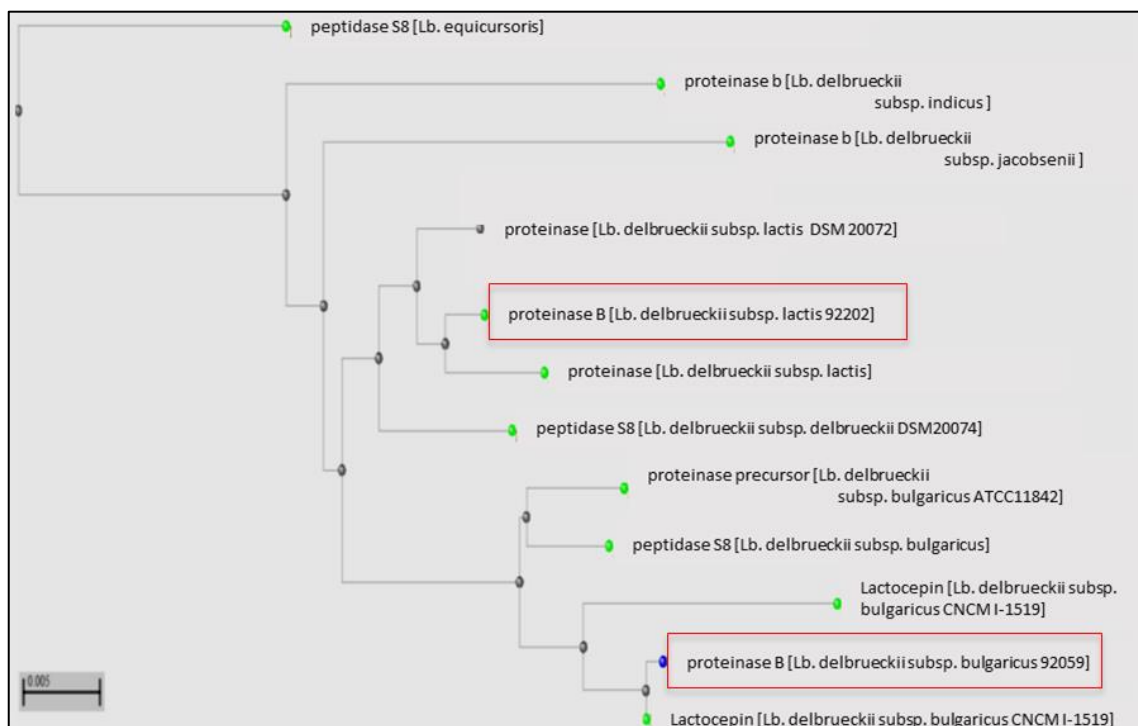 peptidase S8 [Lb. equicursoris]
proteinase b [Lb. delbrueckii
subsp. indicus ]
proteinase b [Lb. delbrueckii
subsp. jacobsenii ]
proteinase [Lb. delbrueckii subsp. lactis DSM 20072]
proteinase B [Lb. delbrueckii subsp. lactis 92202]
proteinase [Lb. delbrueckii subsp. lactis]
peptidase S8 [Lb. delbrueckii subsp. delbrueckii DSM20074]
proteinase precursor [Lb. delbrueckii
subsp. bulgaricus ATCC11842]
peptidase S8 [Lb. delbrueckii subsp. bulgaricus]
Lactocepin [Lb. delbrueckii subsp.
bulgaricus CNCM I-1519]
proteinase B [Lb. delbrueckii subsp. bulgaricus 92059]
0.005
Lactocepin [Lb. delbrueckii subsp. bulgaricus CNCM I-1519]